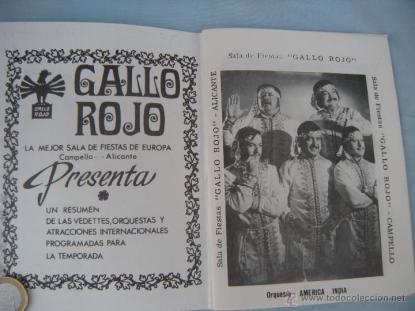 GALLO
ROJO
GALLO
ROJO
LA MEJOR SALA DE FIESTAS DE EUROPA
Campello - - Alicante
Presenta
UN RESUMEN
DE LAS VEDETTES, ORQUESTAS Y
ATRACCIONES INTERNACIONALES
PROGRAMADAS PARA
LA TEMPORADA
Sala de Fiestas "GALLO ROJO"
Sala de Fiestas "GALLO ROJO" - ALICANTE
Sala de Fiestas "GALLO ROJO" - CAMPELLO
Orquesta AMERICA INDIA
todocoleccion.net